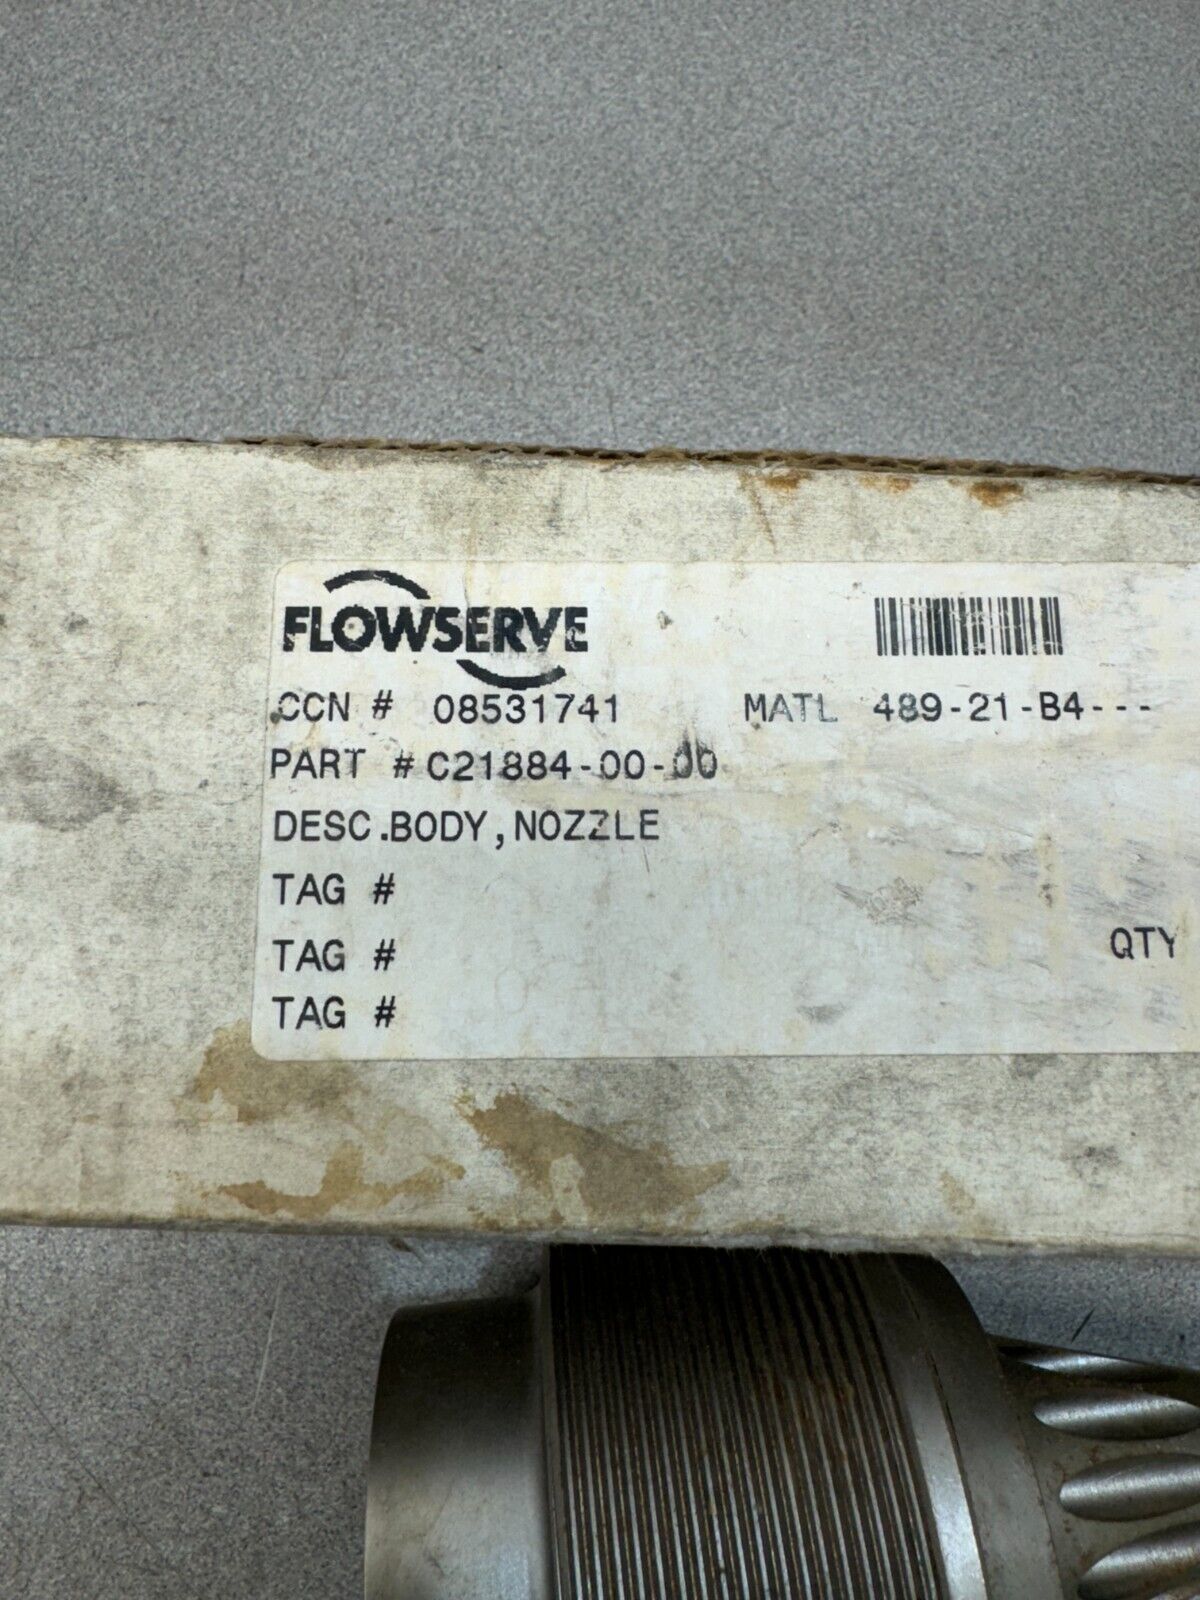 FLOWSERVE
CCN # 08531741 MATL 489-21-B4---
PART # C21884-00-00
DESC.BODY,NOZZLE
TAG #
TAG # QTY
TAG #